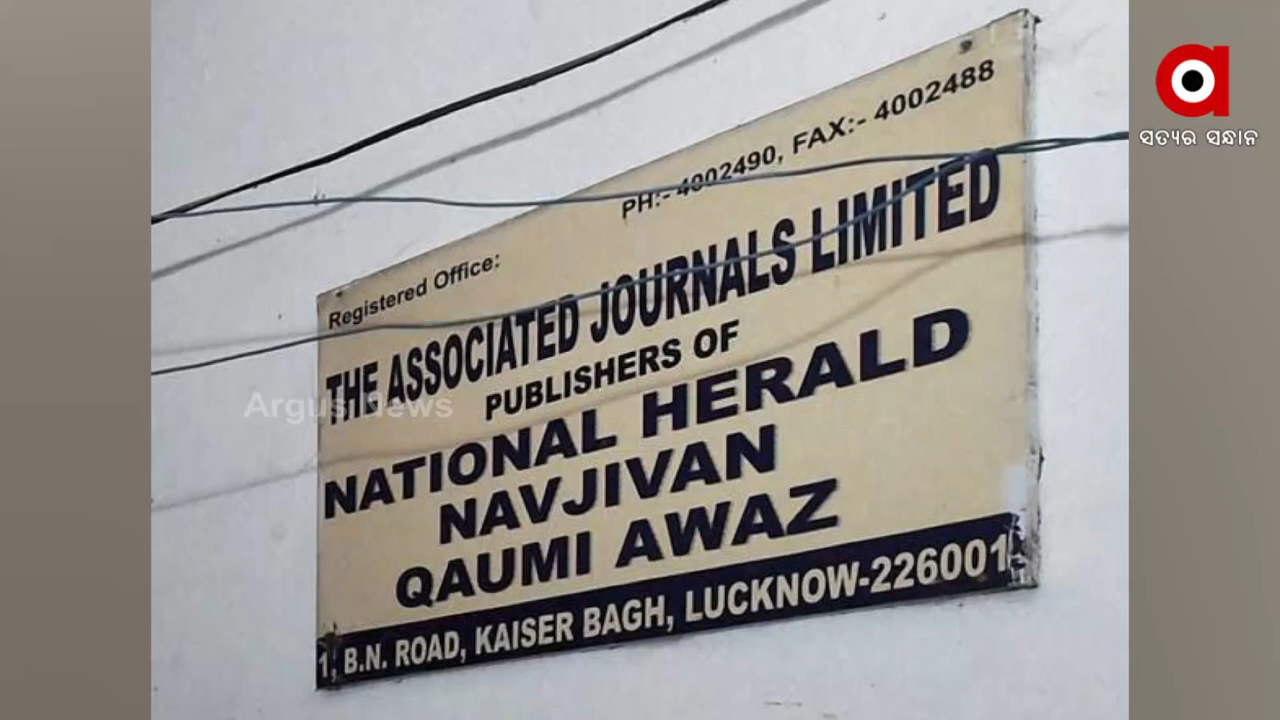 Registered Office:
PH:- 4002490, FAX:- 4002488
THE ASSOCIATED JOURNALS LIMITED
PUBLISHERS OF
NATIONAL HERALD
NAVJIVAN
QAUMI AWAZ
1, B.N. ROAD, KAISER BAGH, LUCKNOW-226001
Argus News
ସତ୍ୟର ସନ୍ଧାନ